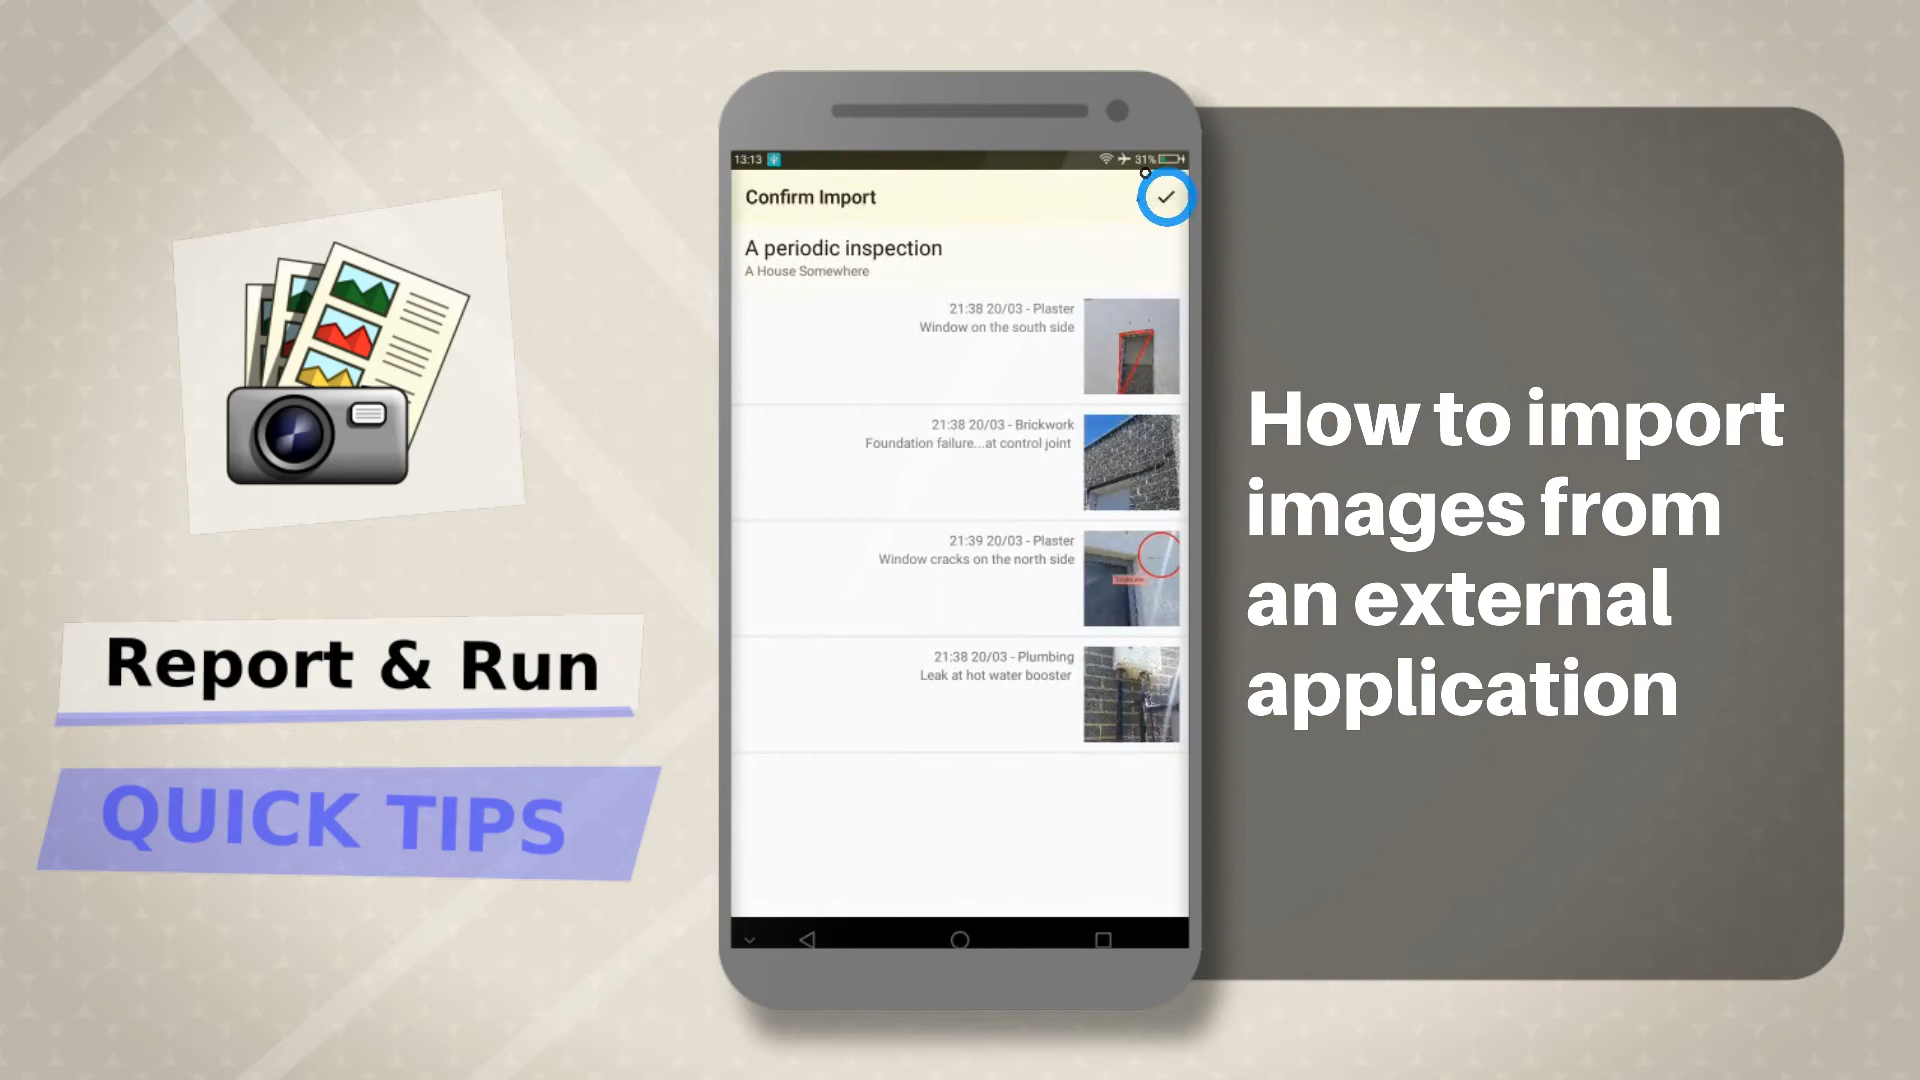 Report & Run
QUICK TIPS
13:13
31%
Confirm Import
A periodic inspection
A House Somewhere
21:38 20/03 - Plaster
Window on the south side
21:38 20/03 - Brickwork
Foundation failure...at control joint
21:39 20/03 - Plaster
Window cracks on the north side
21:38 20/03 - Plumbing
Leak at hot water booster
How to import
images from
an external
application